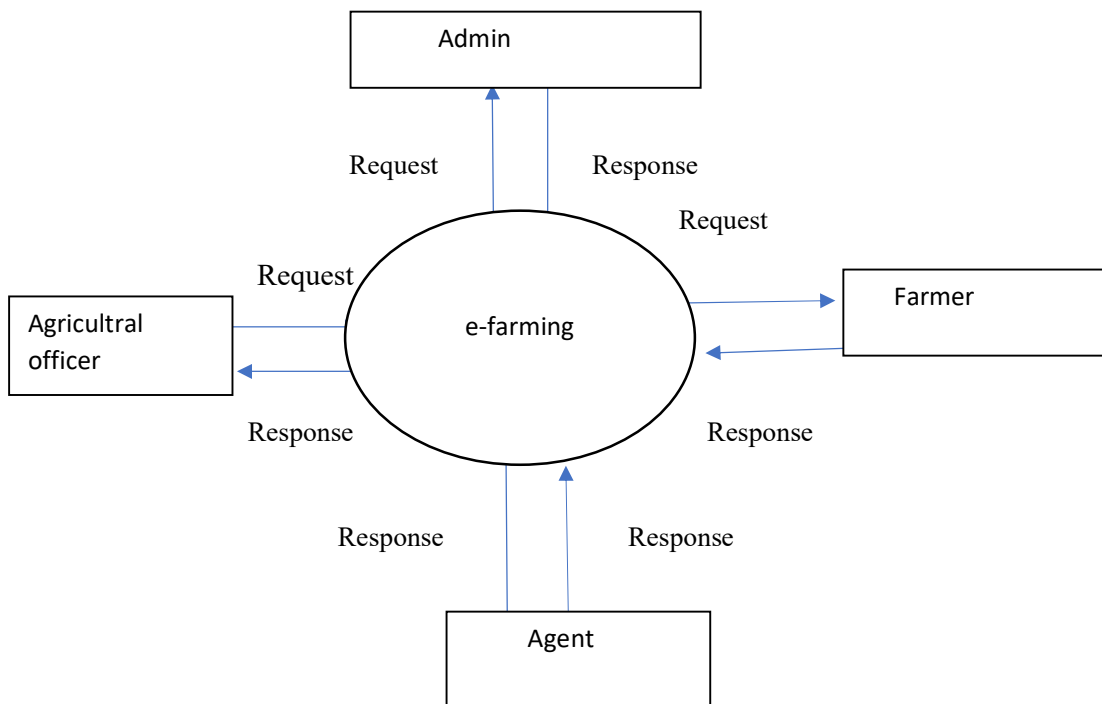 Admin
Request
Response
Request
Request
Farmer
Agricultral
officer
e-farming
Response
Response
Response
Response
Agent